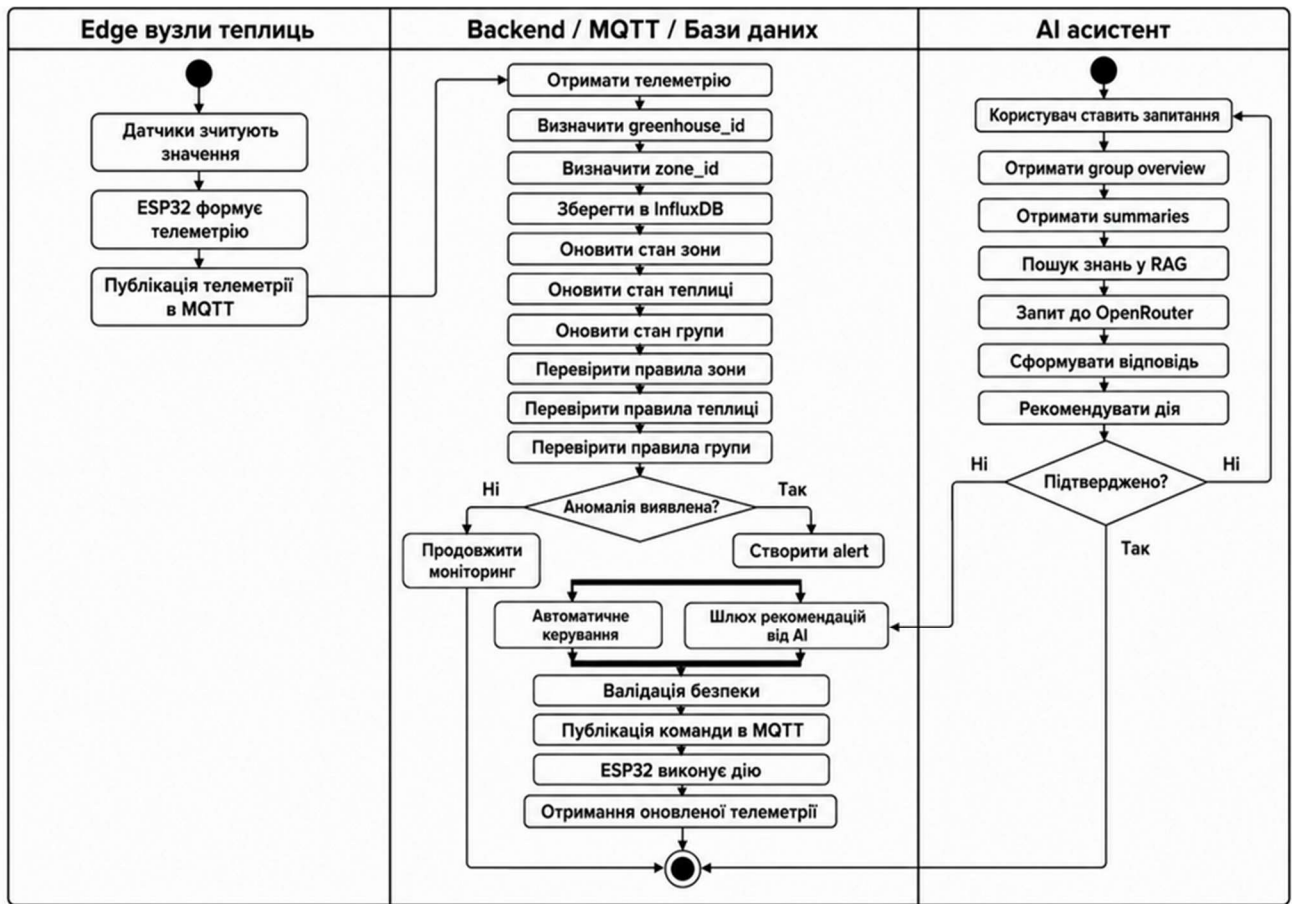 Edge вузли теплиць
Датчики зчитують
значення
ESP32 формує
телеметрію
Публікація телеметрії
в MQTT
Backend / MQTT / Бази даних
Отримати телеметрію
Визначити greenhouse_id
Визначити zone_id
Зберегти в InfluxDB
Оновити стан зони
Оновити стан теплиці
Оновити стан групи
Перевірити правила зони
Перевірити правила теплиці
Перевірити правила групи
Ні
Аномалія виявлена?
Так
Продовжити
моніторинг
Створити alert
Автоматичне
керування
Шлюх рекомендацій
від AI
Валідація безпеки
Публікація команди в MQTT
ESP32 виконує дію
Отримання оновленої телеметрії
AI асистент
Користувач ставить запитання
Отримати group overview
Отримати summaries
Пошук знань у RAG
Запит до OpenRouter
Сформувати відповідь
Рекомендувати дія
Ні
Підтверджено?
Ні
Так